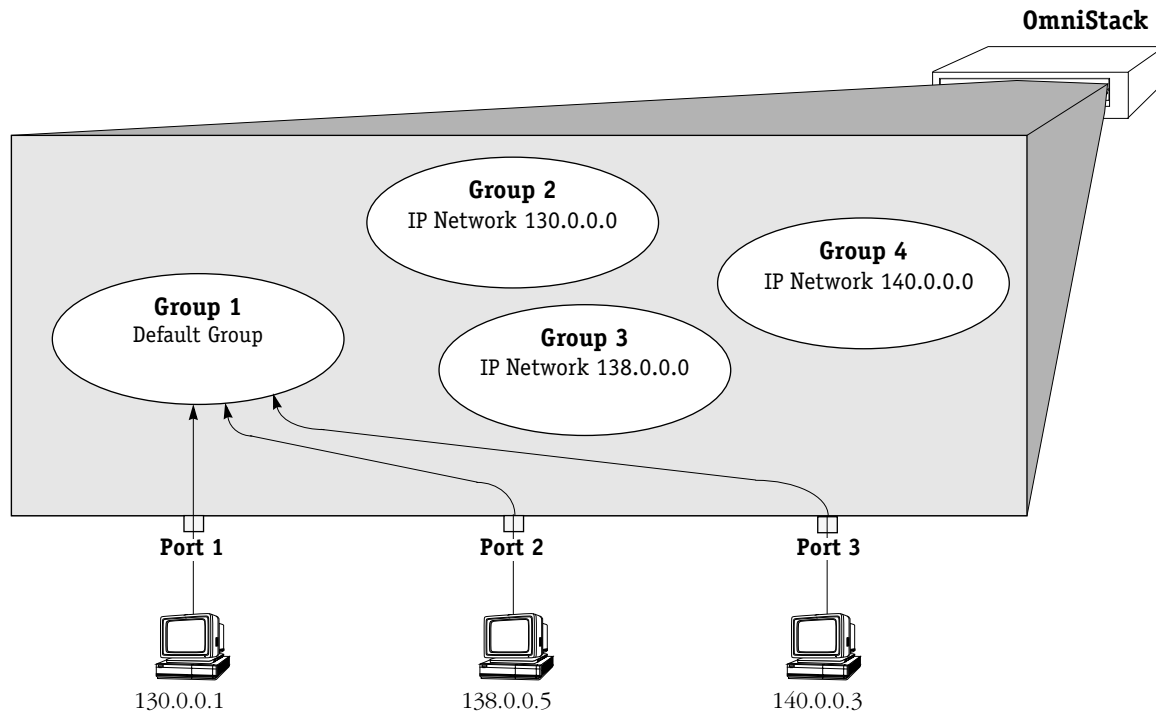 OmniStack
Group 2
IP Network 130.0.0.0
Group 4
IP Network 140.0.0.0
Group 1
Default Group
Group 3
IP Network 138.0.0.0
Port 1
Port 2
Port 3
130.0.0.1
138.0.0.5
140.0.0.3